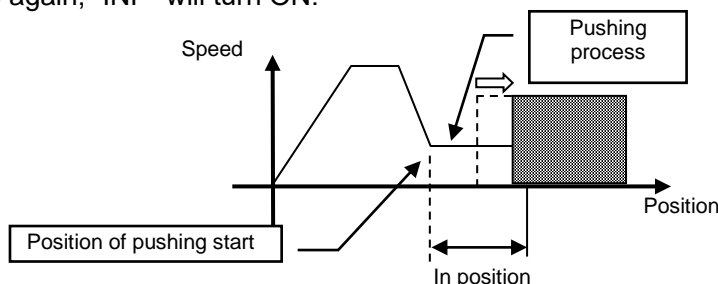 again, "INP" will turn ON.
Speed
Pushing
process
Position
Position of pushing start
In position